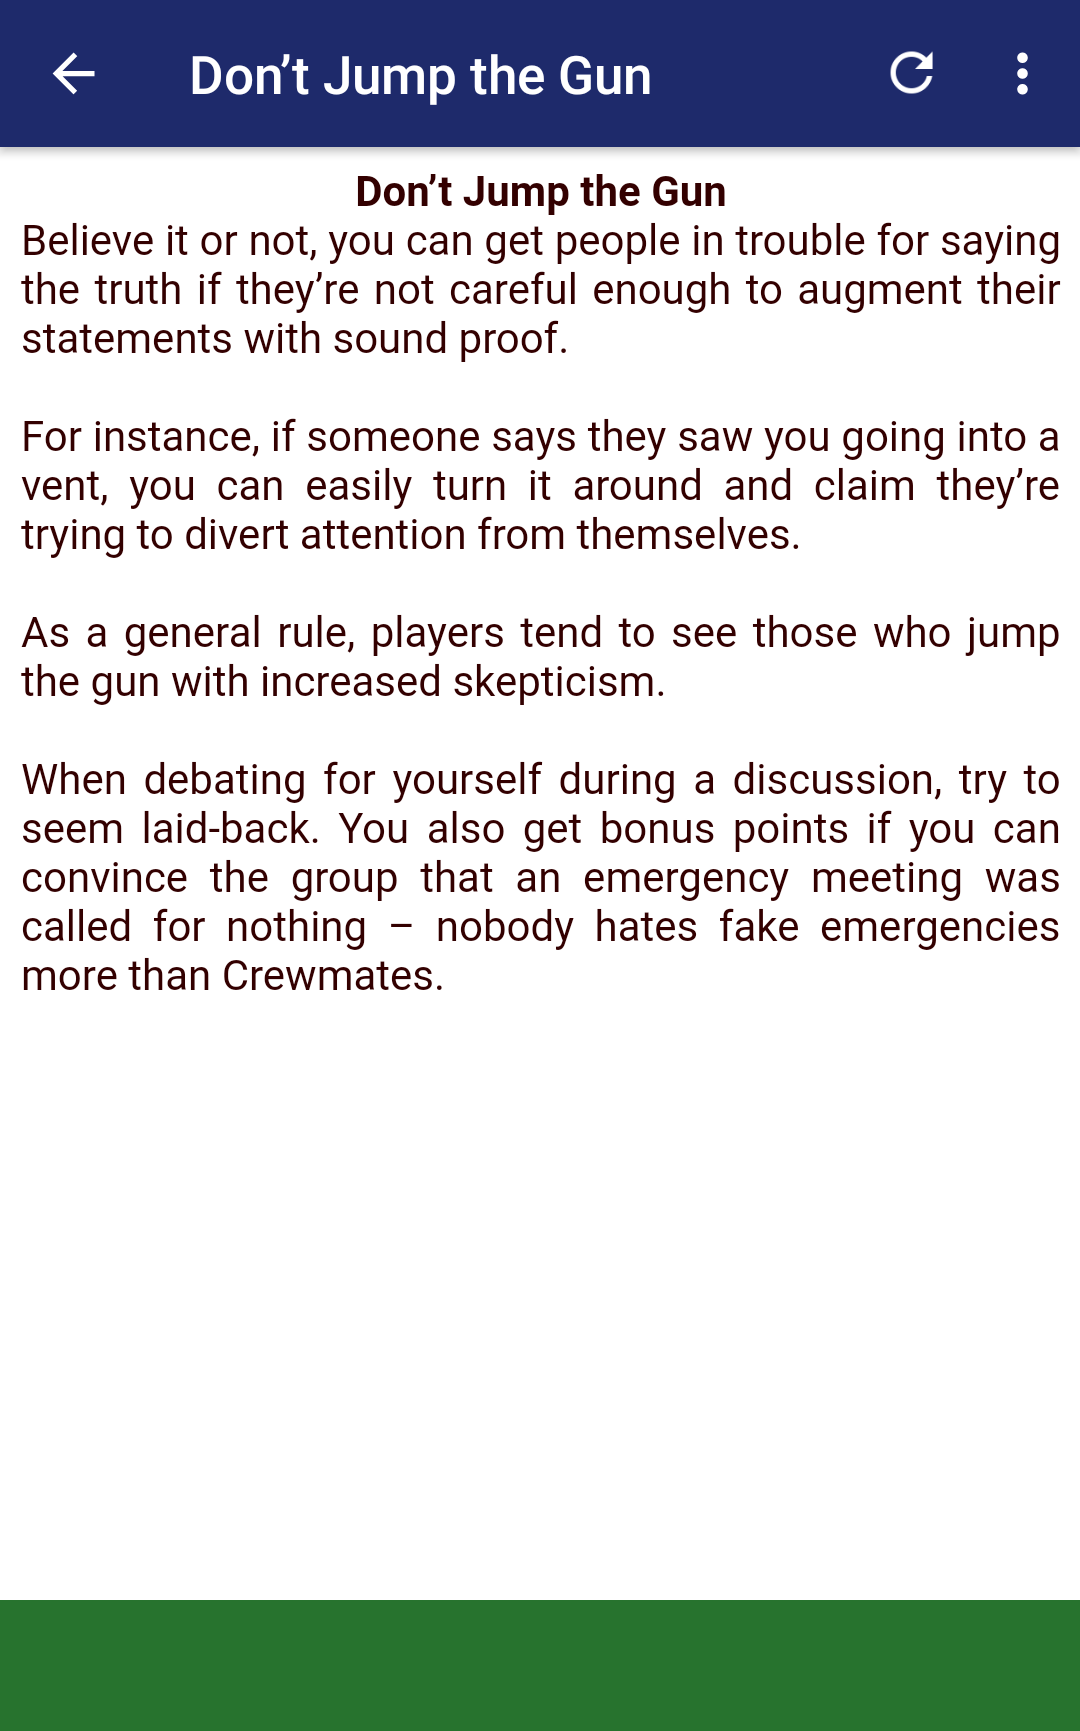 Don’t Jump the Gun
Don’t Jump the Gun
Believe it or not, you can get people in trouble for saying
the truth if they’re not careful enough to augment their
statements with sound proof.
For instance, if someone says they saw you going into a
vent, you can easily turn it around and claim they’re
trying to divert attention from themselves.
As a general rule, players tend to see those who jump
the gun with increased skepticism.
When debating for yourself during a discussion, try to
seem laid-back. You also get bonus points if you can
convince the group that an emergency meeting was
called for nothing – nobody hates fake emergencies
more than Crewmates.